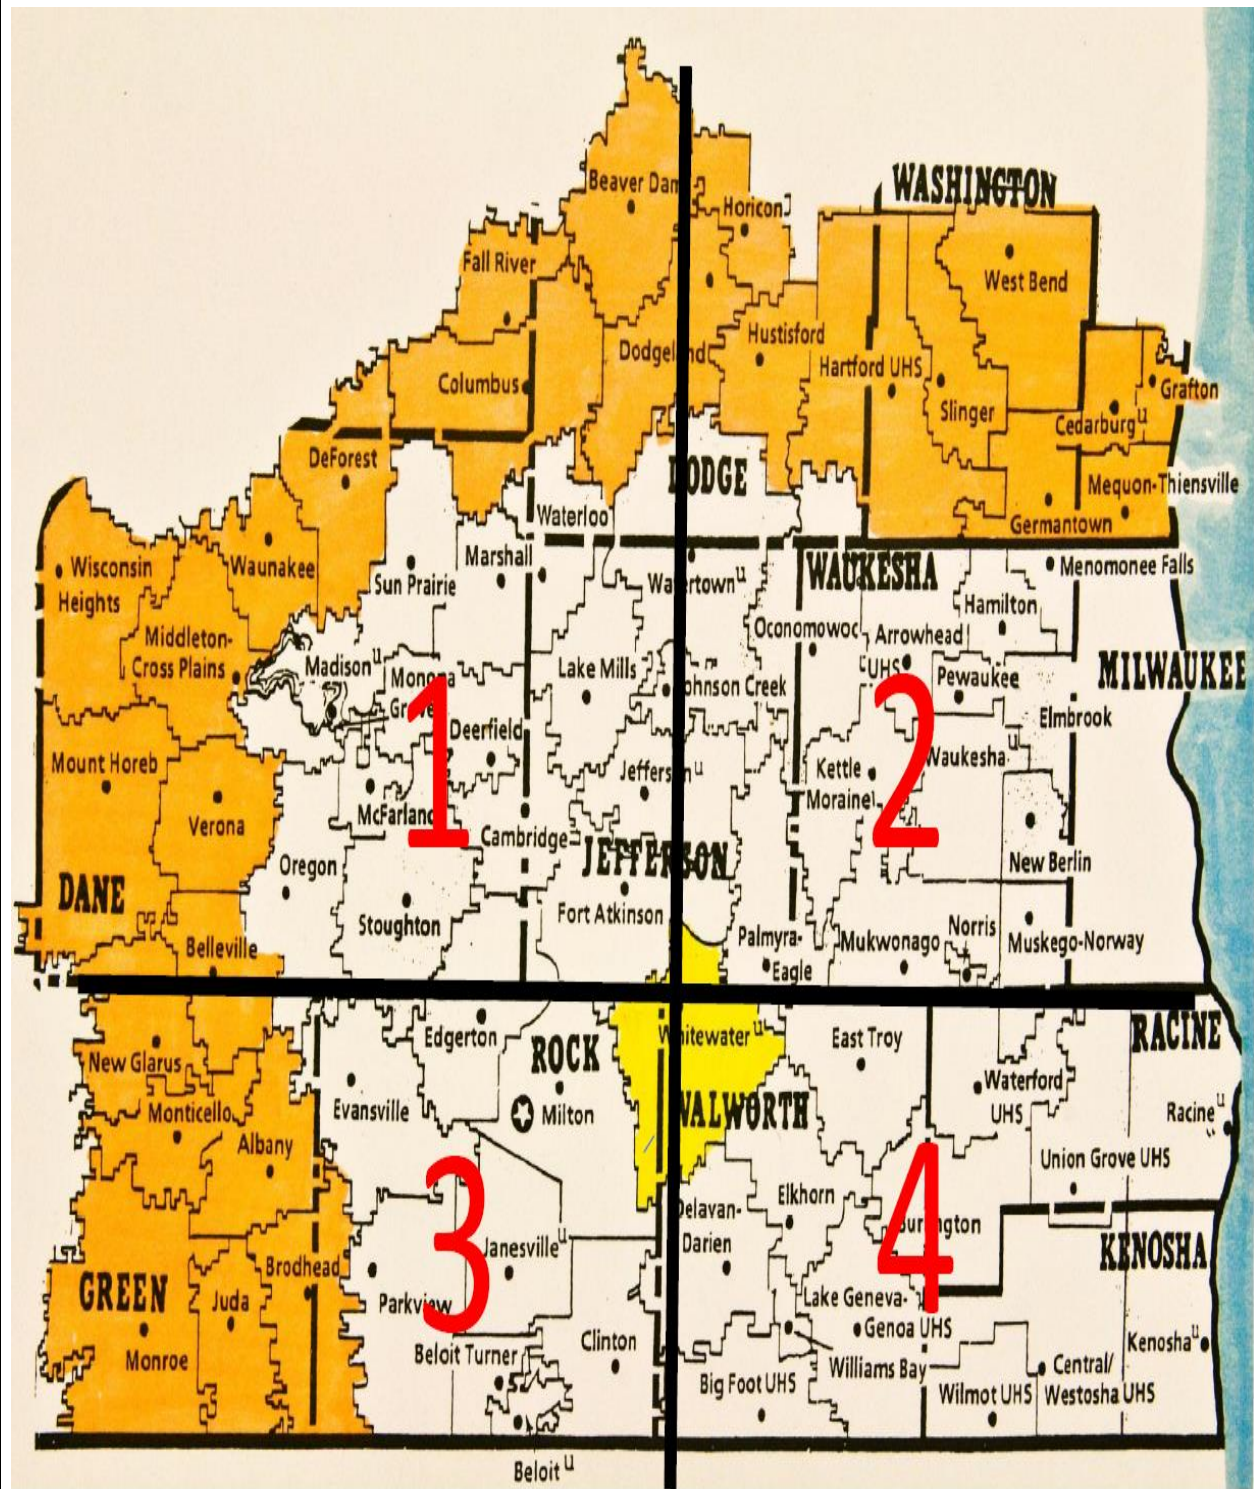 WASHINGTON
Beaver Dam
Horicon
Fall River
West Bend
Hustisford
Dodgeland
Hartford UHS
Columbus
Grafton
Slinger
Cedarburg u
DeForest
DODGE
Mequon-Thiensville
Waterloo
Germantown
Wisconsin
Heights
Waunakee
Marshall
Sun Prairie
Watertown u
WAUKESHA
Menomonee Falls
Hamilton
Middleton-
Cross Plains
Madison u
Monona
Grove
Lake Mills
Oconomowoc
Arrowhead
UHS
Johnson Creek
Pewaukee
MILWAUKEE
1
2
Deerfield
Elmbrook
Mount Horeb
Jefferson u
Kettle
Moraine
Waukesha u
Verona
McFarland
Cambridge
JEFFERSON
New Berlin
Oregon
DANE
Stoughton
Fort Atkinson
Belleville
Palmyra-
Eagle
Mukwonago
Norris
Muskego-Norway
Edgerton
ROCK
Whitewater u
East Troy
RACINE
New Glarus
Monticello
Evansville
Milton
WALWORTH
Waterford
UHS
Racine u
Albany
Union Grove UHS
3
4
Elkhorn
Delavan-
Darien
Burlington
Janesville u
KENOSHA
Brodhead
GREEN
Juda
Parkview
Lake Geneva-
Genoa UHS
Monroe
Beloit Turner
Clinton
Williams Bay
Kenosha u
Big Foot UHS
Wilmot UHS
Central/
Westosha UHS
Beloit u